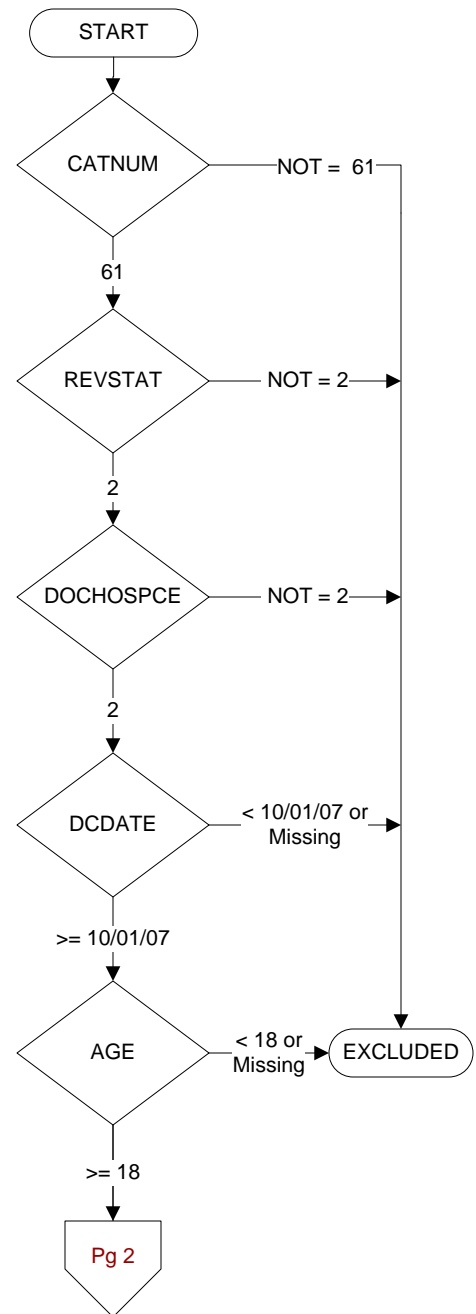 START
CATNUM
NOT = 61
61
REVSTAT
NOT = 2
2
DOCHOSPCE
NOT = 2
2
DCDATE
< 10/01/07 or
Missing
>= 10/01/07
AGE
< 18 or
Missing
EXCLUDED
>= 18
Pg 2